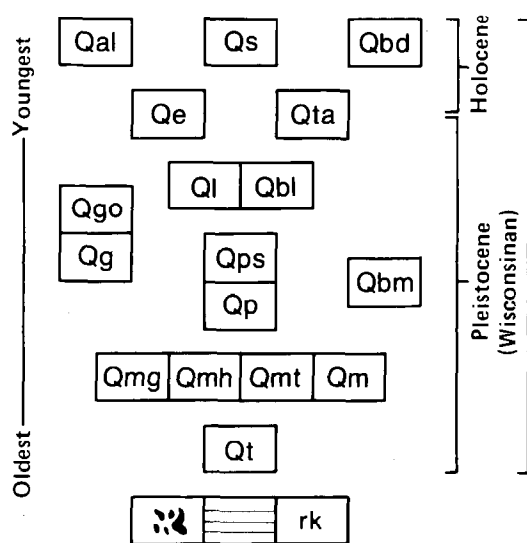 Qal Qs Qbd
Qe Qta
Ql Qbl
Qgo
Qg Qps
Qp Qbm
Qmg Qmh Qmt Qm
Qt
rk
Youngest
Oldest
Holocene
Pleistocene
(Wisconsinan)